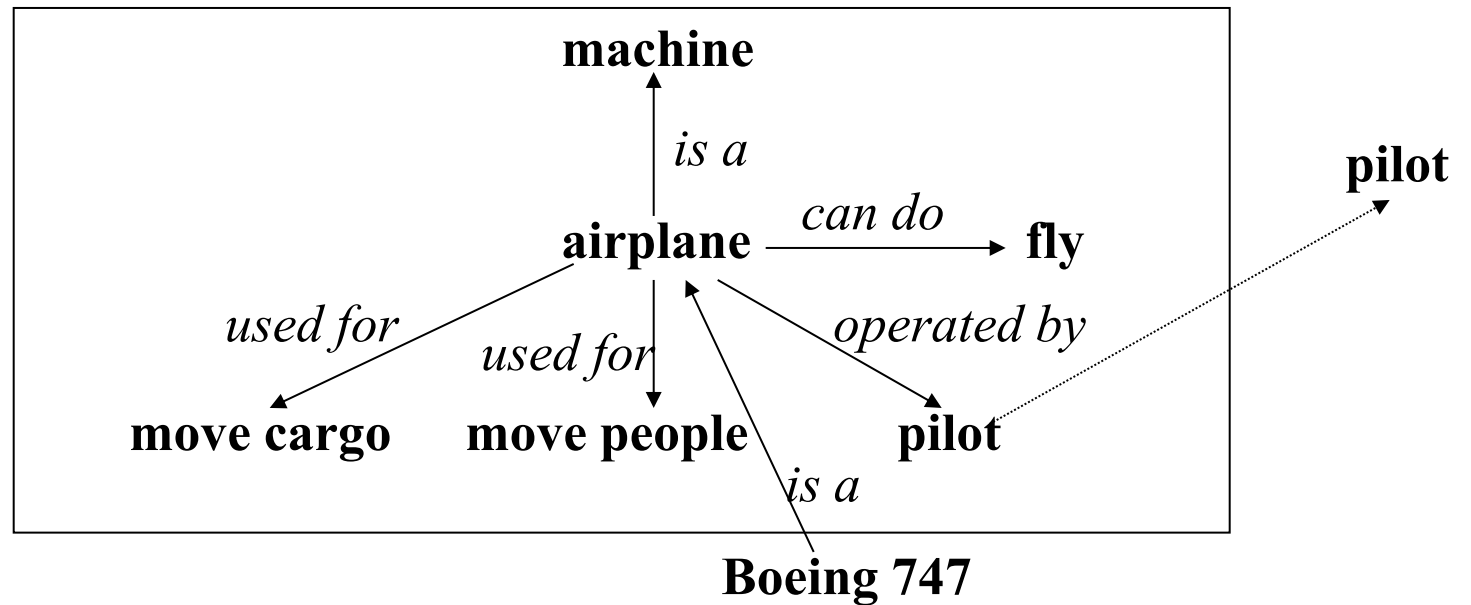 machine
is a
pilot
can do
airplane
fly
used for
operated by
used for
move cargo
move people
pilot
is a
Boeing 747